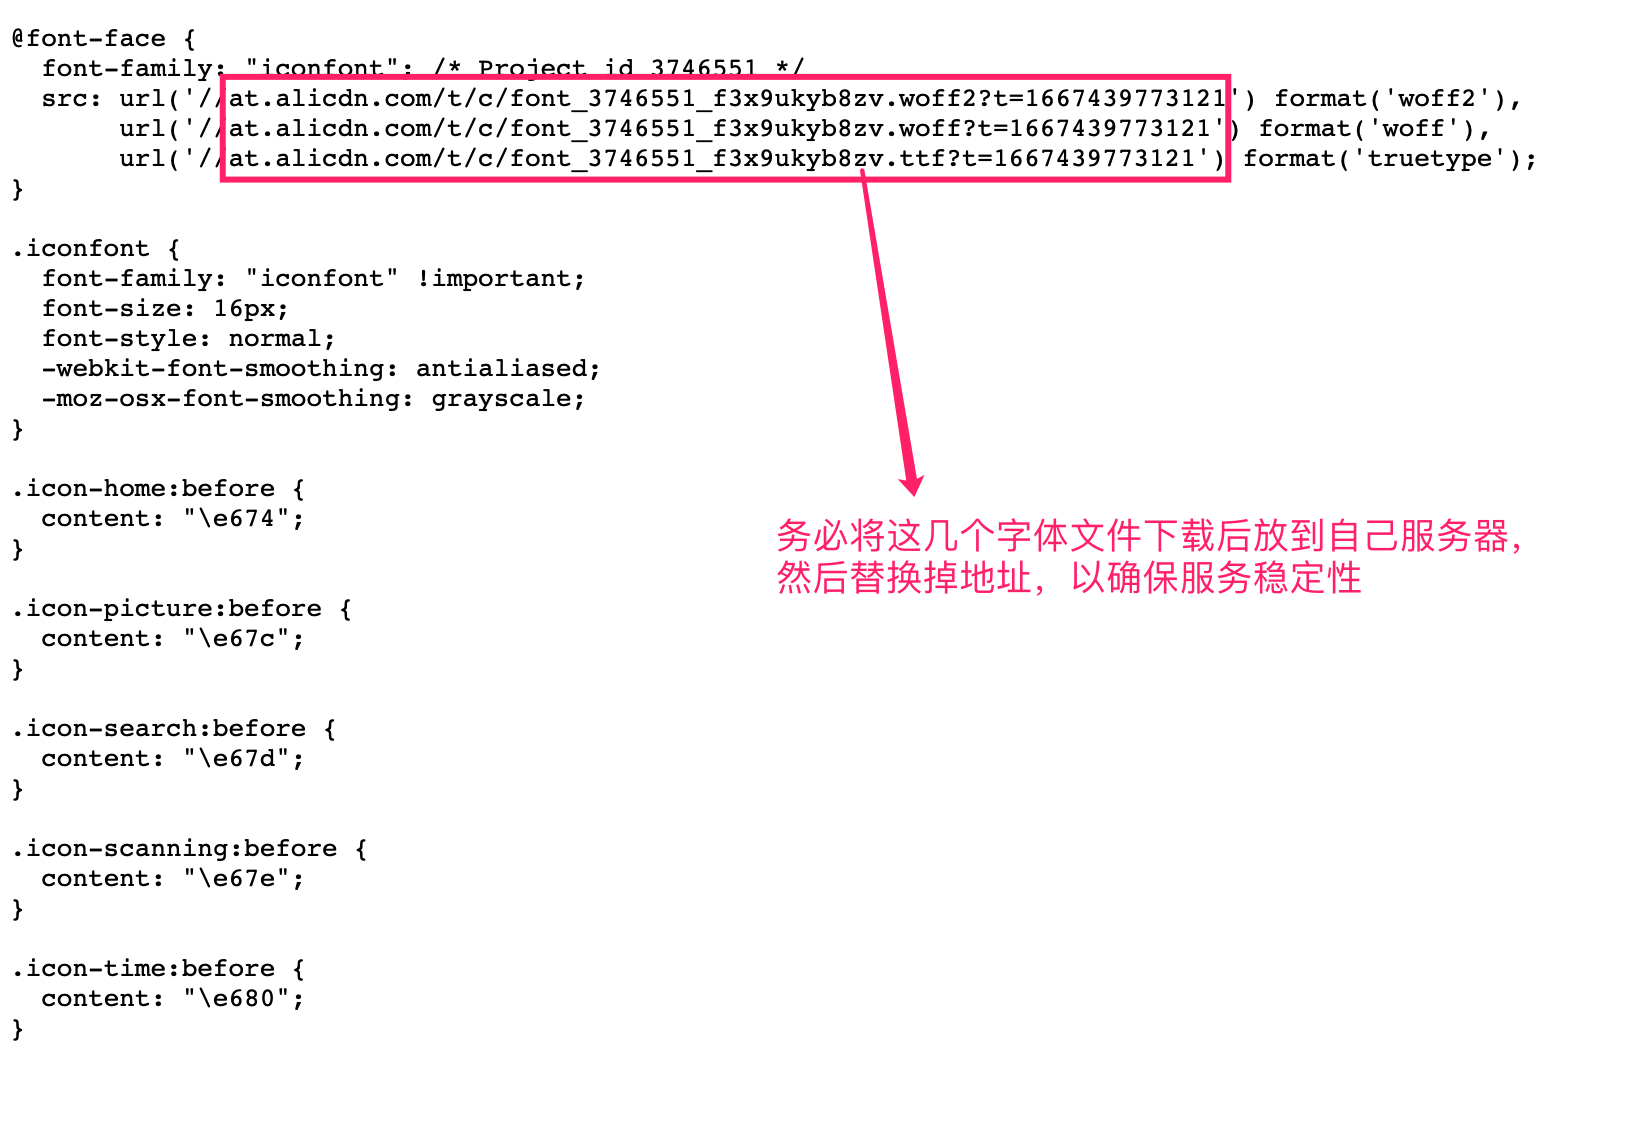 @font-face {
  font-family: "iconfont"; /* Project id 3746551 */
  src: url('//at.alicdn.com/t/c/font_3746551_f3x9ukyb8zv.woff2?t=1667439773121') format('woff2'),
       url('//at.alicdn.com/t/c/font_3746551_f3x9ukyb8zv.woff?t=1667439773121') format('woff'),
       url('//at.alicdn.com/t/c/font_3746551_f3x9ukyb8zv.ttf?t=1667439773121') format('truetype');
}
.iconfont {
  font-family: "iconfont" !important;
  font-size: 16px;
  font-style: normal;
  -webkit-font-smoothing: antialiased;
  -moz-osx-font-smoothing: grayscale;
}
.icon-home:before {
  content: "\e674";
}
务必将这几个字体文件下载后放到自己服务器，
然后替换掉地址，以确保服务稳定性
.icon-picture:before {
  content: "\e67c";
}
.icon-search:before {
  content: "\e67d";
}
.icon-scanning:before {
  content: "\e67e";
}
.icon-time:before {
  content: "\e680";
}